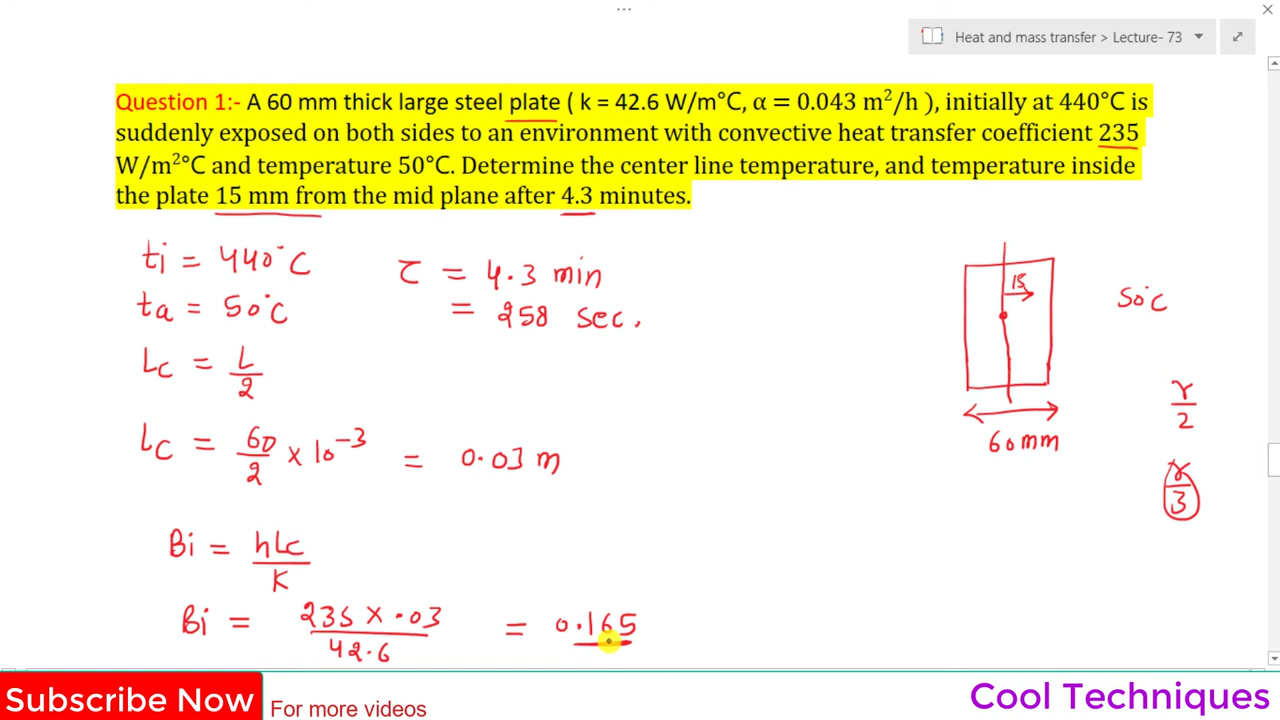 Heat and mass transfer > Lecture- 73
Question 1:- A 60 mm thick large steel plate ( k = 42.6 W/m°C, α = 0.043 m²/h ), initially at 440°C is
suddenly exposed on both sides to an environment with convective heat transfer coefficient 235
W/m²°C and temperature 50°C. Determine the center line temperature, and temperature inside
the plate 15 mm from the mid plane after 4.3 minutes.
ti = 440°C
τ = 4.3 min
ta = 50°C
= 258 sec.
Lc = L/2
Lc = 60/2 × 10⁻³ = 0.03 m
Bi = hLc/K
Bi = 235 × .03/42.6 = 0.165
15
50°C
60mm
r/2
r/3
Subscribe Now
For more videos
Cool Techniques